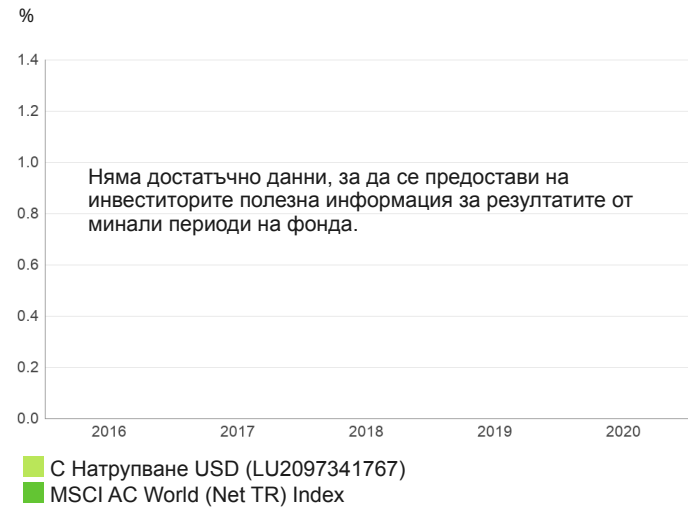 %
1.4
1.2
1.0
Няма достатъчно данни, за да се предостави на
инвеститорите полезна информация за резултатите от
минали периоди на фонда.
0.8
0.6
0.4
0.2
0.0
2016 2017 2018 2019 2020
C Натрупване USD (LU2097341767)
MSCI AC World (Net TR) Index